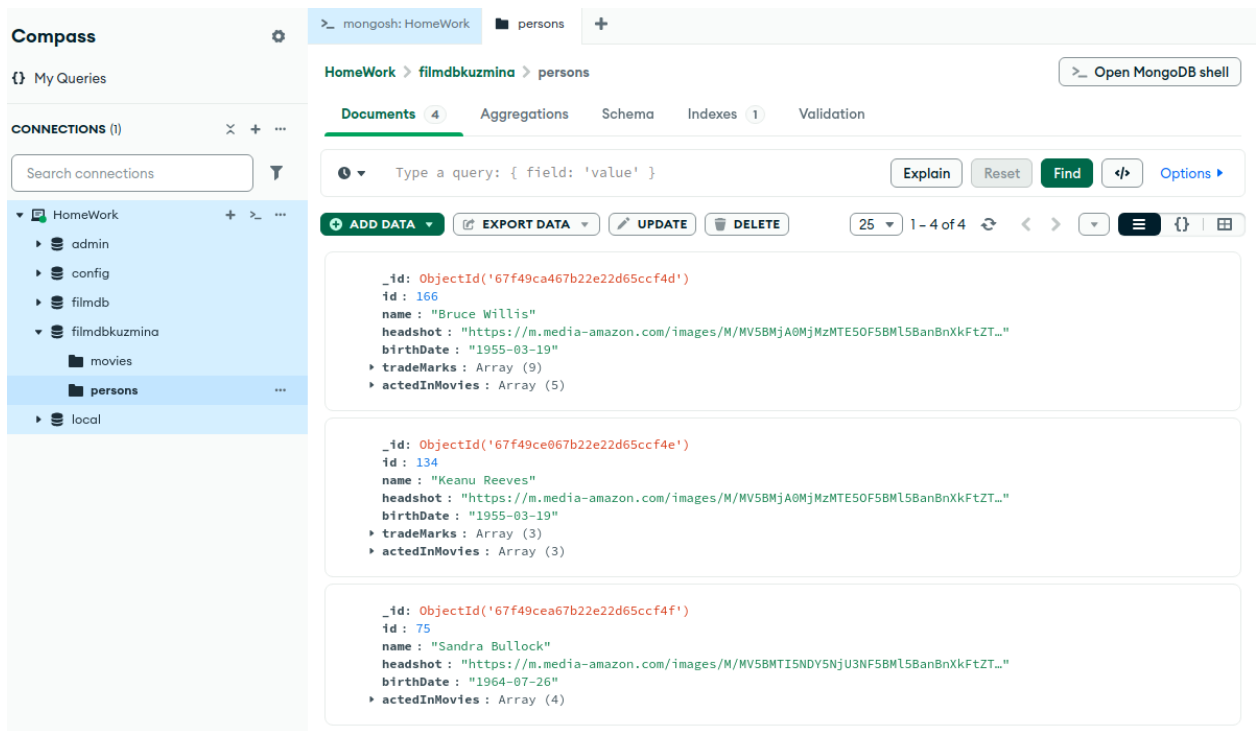 Compass
{} My Queries
CONNECTIONS (1)
Search connections
HomeWork
admin
config
filmdb
filmdbkuzmina
movies
persons
local
>_ mongosh: HomeWork
persons
HomeWork > filmdbkuzmina > persons
>_ Open MongoDB shell
Documents 4 Aggregations Schema Indexes 1 Validation
Type a query: { field: 'value' }
Explain Reset Find </> Options
ADD DATA EXPORT DATA UPDATE DELETE 25 1 – 4 of 4 {}
_id: ObjectId('67f49ca467b22e22d65ccf4d')
id : 166
name : "Bruce Willis"
headshot : "https://m.media-amazon.com/images/M/MV5BMjA0MjMzMTE5OF5BMl5BanBnXkFtZT…"
birthDate : "1955-03-19"
tradeMarks : Array (9)
actedInMovies : Array (5)
_id: ObjectId('67f49ce067b22e22d65ccf4e')
id : 134
name : "Keanu Reeves"
headshot : "https://m.media-amazon.com/images/M/MV5BMjA0MjMzMTE5OF5BMl5BanBnXkFtZT…"
birthDate : "1955-03-19"
tradeMarks : Array (3)
actedInMovies : Array (3)
_id: ObjectId('67f49cea67b22e22d65ccf4f')
id : 75
name : "Sandra Bullock"
headshot : "https://m.media-amazon.com/images/M/MV5BMTI5NDY5NjU3NF5BMl5BanBnXkFtZT…"
birthDate : "1964-07-26"
actedInMovies : Array (4)